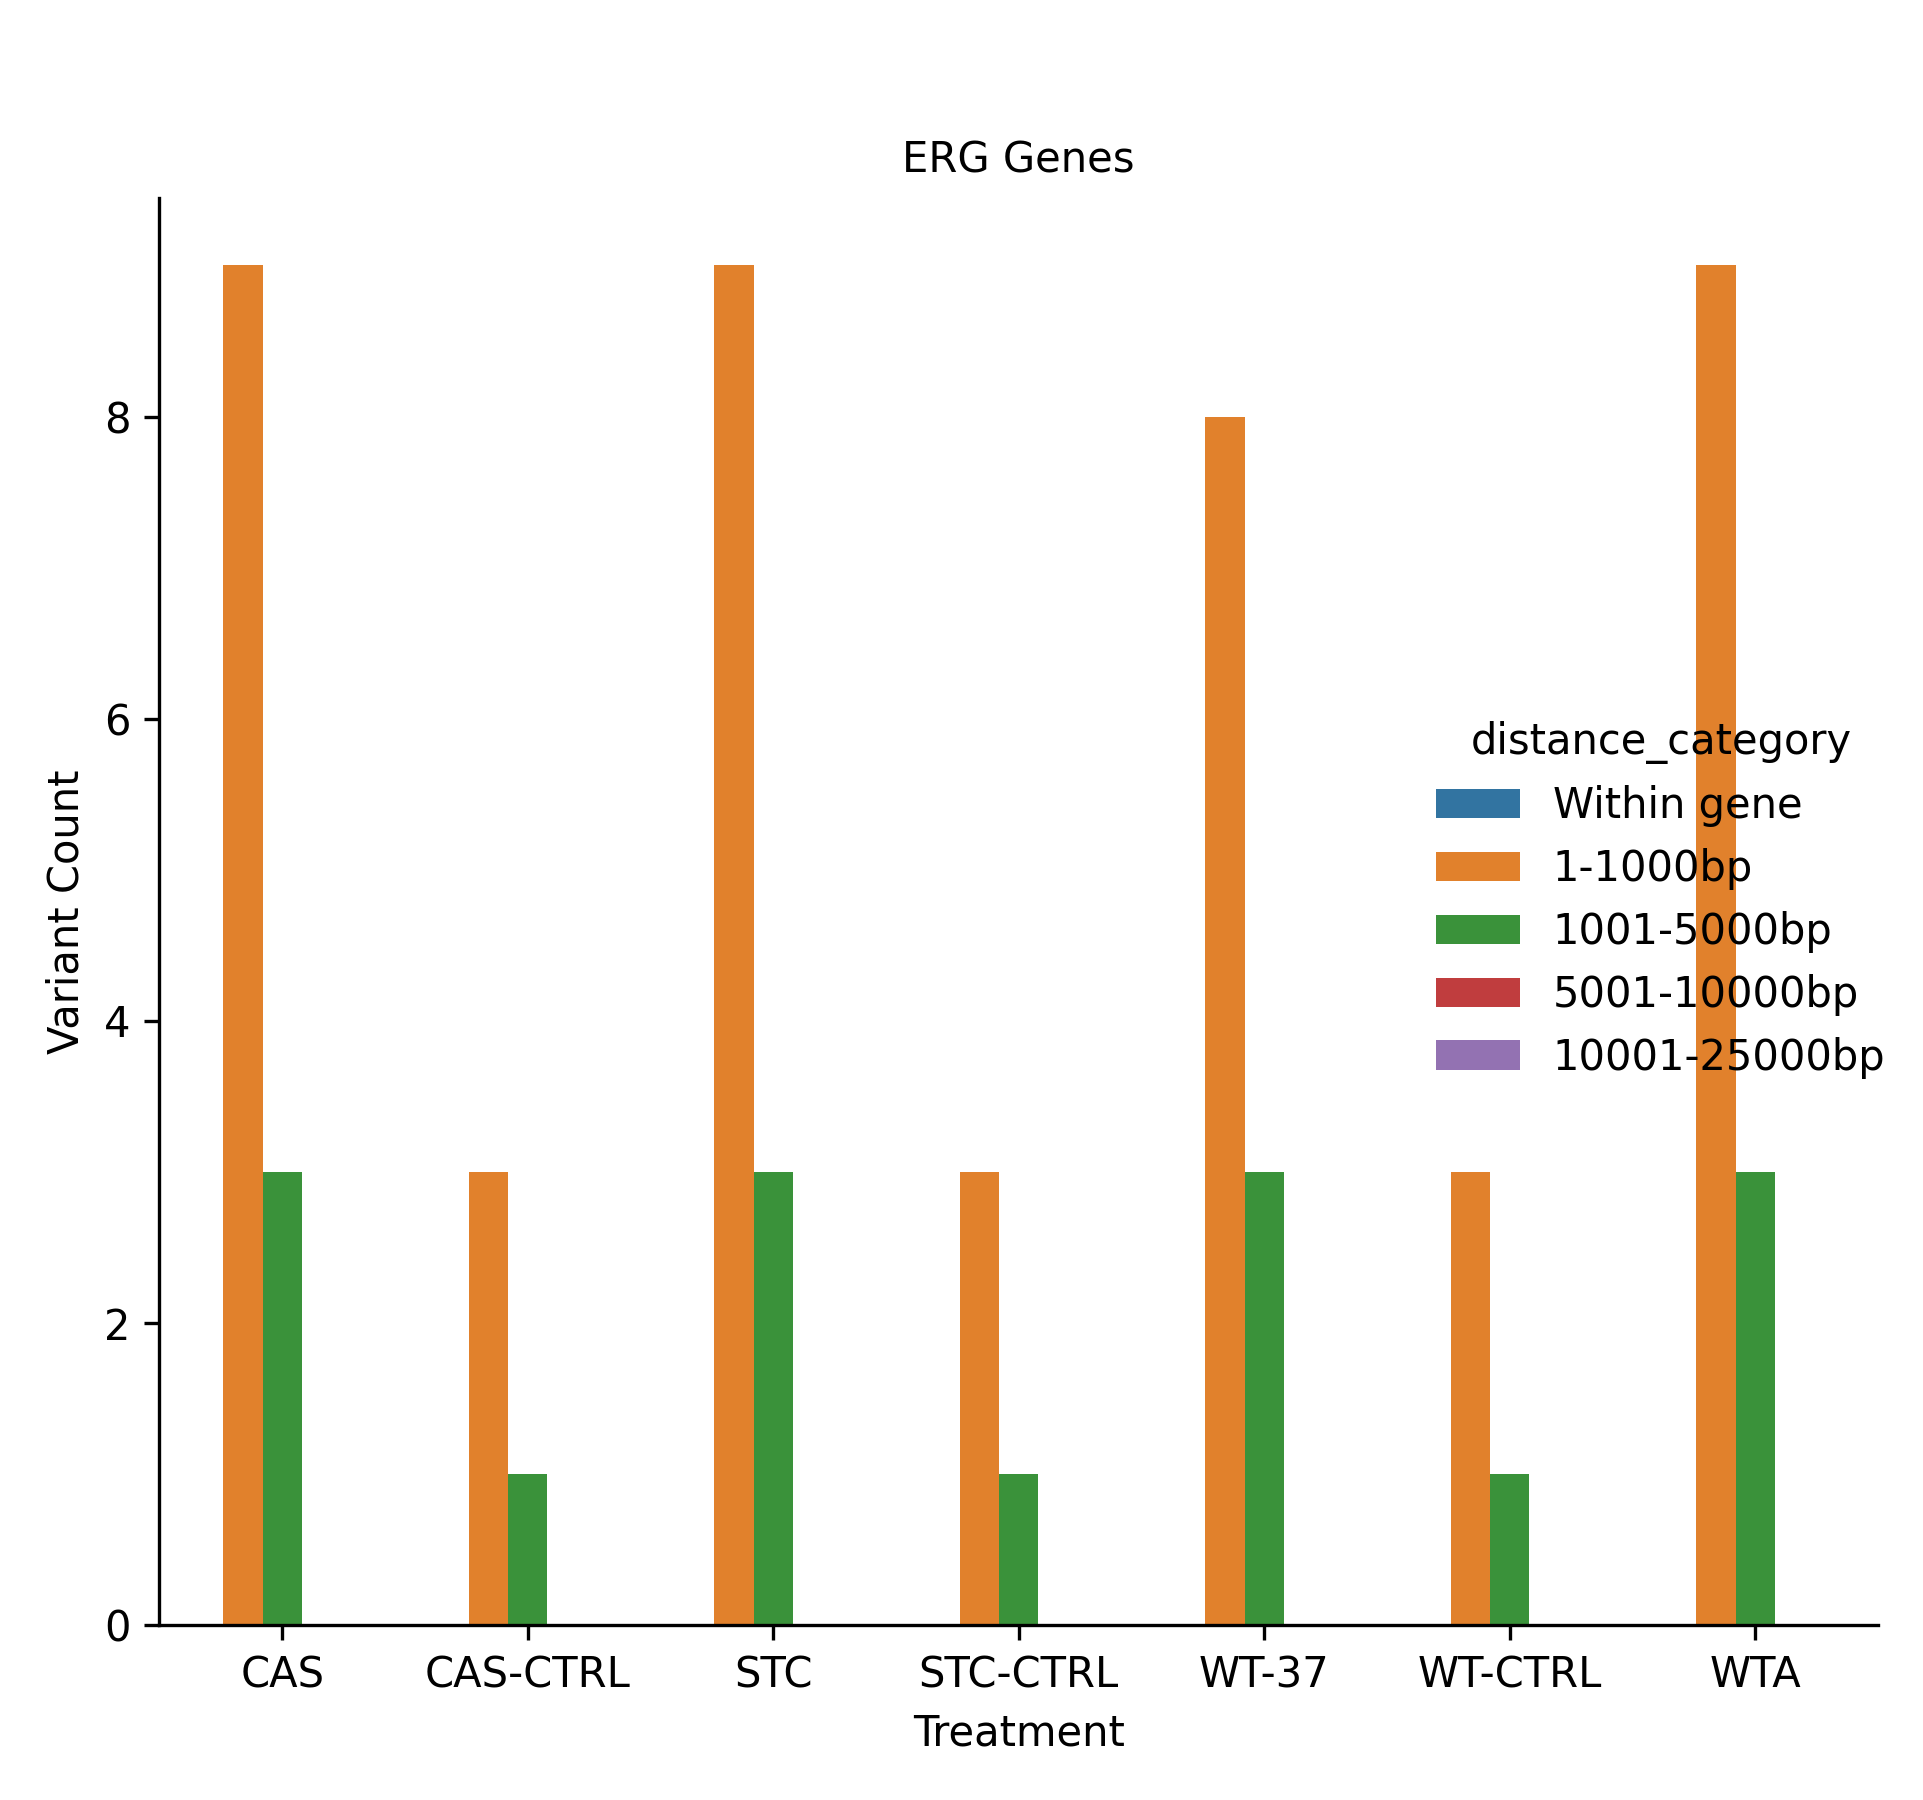 ERG Genes
8
6
4
2
0
Variant Count
distance_category
Within gene
1-1000bp
1001-5000bp
5001-10000bp
10001-25000bp
CAS CAS-CTRL STC STC-CTRL WT-37 WT-CTRL WTA
Treatment